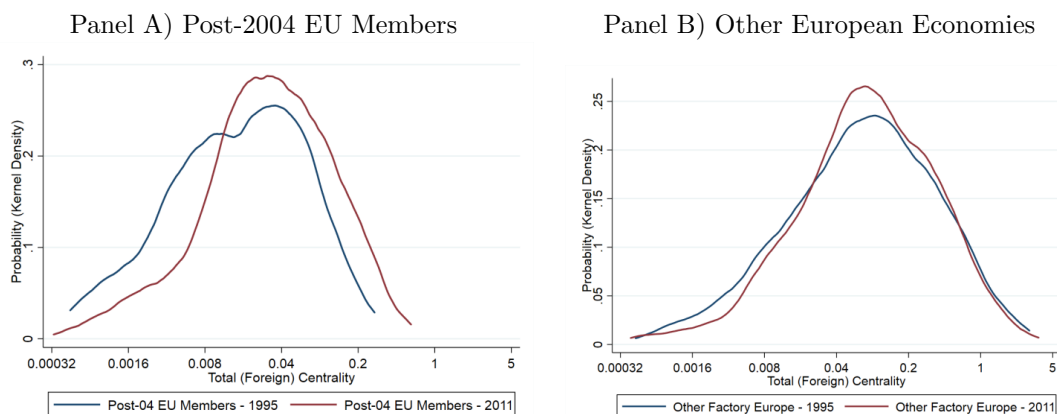 Panel A) Post-2004 EU Members
Probability (Kernel Density)
.3
.2
.1
0
0.00032 0.0016 0.008 0.04 0.2 1 5
Total (Foreign) Centrality
Post-04 EU Members - 1995 Post-04 EU Members - 2011
Panel B) Other European Economies
Probability (Kernel Density)
.25
.2
.15
.1
.05
0
0.00032 0.0016 0.008 0.04 0.2 1 5
Total (Foreign) Centrality
Other Factory Europe - 1995 Other Factory Europe - 2011